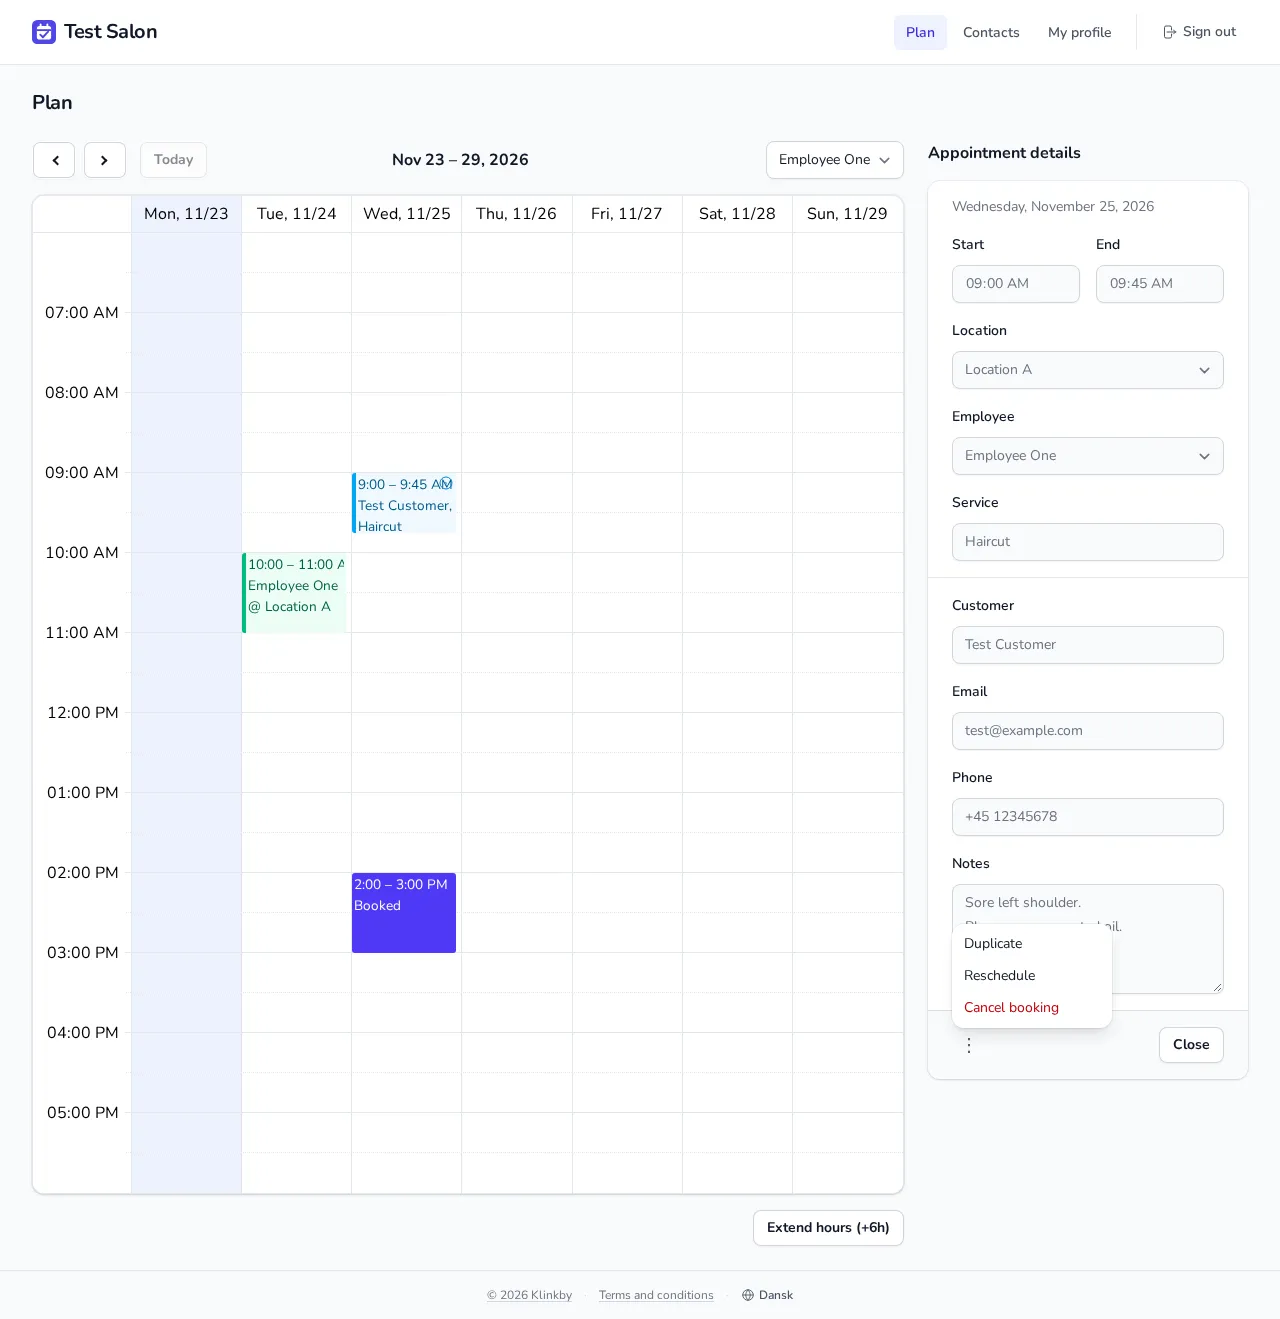 Test Salon
Plan
Contacts
My profile
Sign out
Plan
Today
Nov 23 – 29, 2026
Employee One
Mon, 11/23
Tue, 11/24
Wed, 11/25
Thu, 11/26
Fri, 11/27
Sat, 11/28
Sun, 11/29
07:00 AM
08:00 AM
09:00 AM
10:00 AM
11:00 AM
12:00 PM
01:00 PM
02:00 PM
03:00 PM
04:00 PM
05:00 PM
9:00 – 9:45 AM
Test Customer,
Haircut
10:00 – 11:00 A
Employee One
@ Location A
2:00 – 3:00 PM
Booked
Extend hours (+6h)
Appointment details
Wednesday, November 25, 2026
Start
End
09:00 AM
09:45 AM
Location
Location A
Employee
Employee One
Service
Haircut
Customer
Test Customer
Email
test@example.com
Phone
+45 12345678
Notes
Sore left shoulder.
oil.
Duplicate
Reschedule
Cancel booking
Close
© 2026 Klinkby
Terms and conditions
Dansk